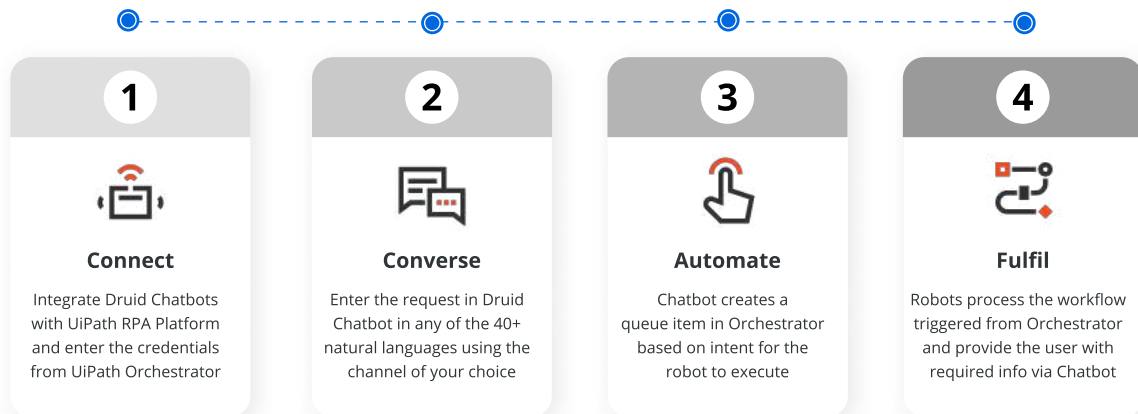 1
Connect
Integrate Druid Chatbots
with UiPath RPA Platform
and enter the credentials
from UiPath Orchestrator
2
Converse
Enter the request in Druid
Chatbot in any of the 40+
natural languages using the
channel of your choice
3
Automate
Chatbot creates a
queue item in Orchestrator
based on intent for the
robot to execute
4
Fulfil
Robots process the workflow
triggered from Orchestrator
and provide the user with
required info via Chatbot